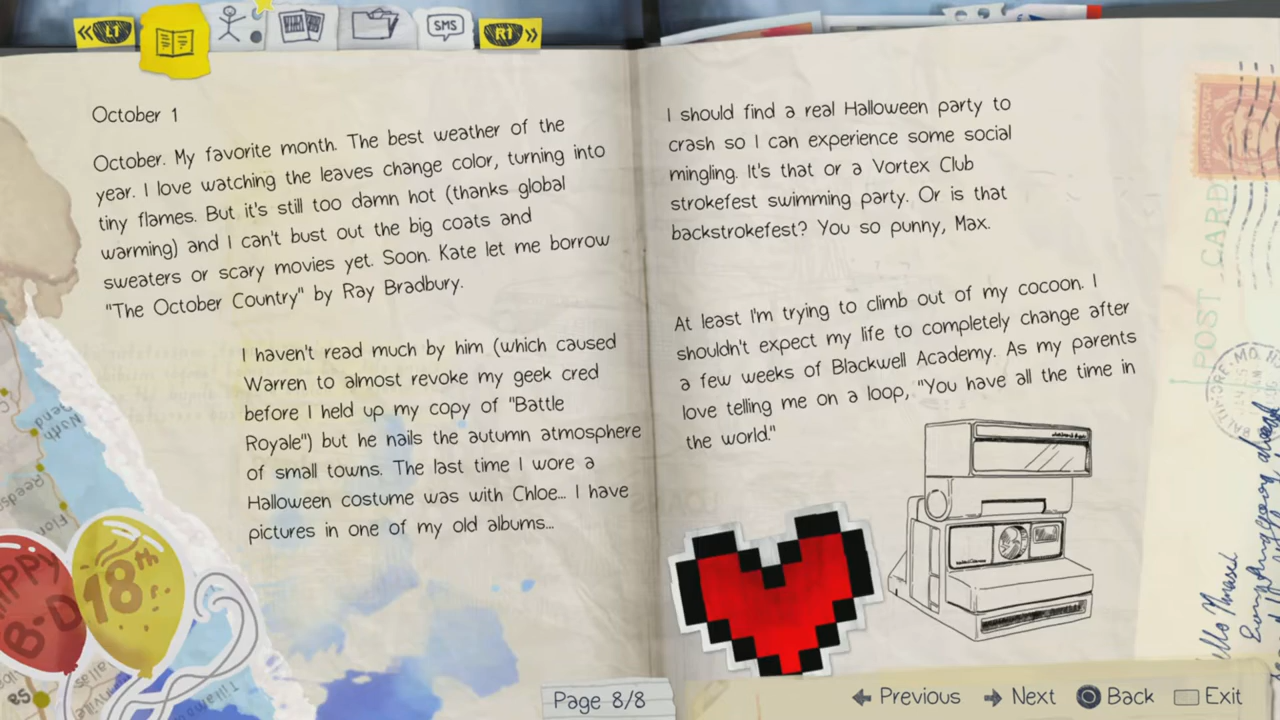 LT
SMS
RT
October 1
October. My favorite month. The best weather of the
year. I love watching the leaves change color, turning into
tiny flames. But it's still too damn hot (thanks global
warming) and I can't bust out the big coats and
sweaters or scary movies yet. Soon. Kate let me borrow
"The October Country" by Ray Bradbury.
I haven't read much by him (which caused
Warren to almost revoke my geek cred
before I held up my copy of "Battle
Royale") but he nails the autumn atmosphere
of small towns. The last time I wore a
Halloween costume was with Chloe... I have
pictures in one of my old albums...
I should find a real Halloween party to
crash so I can experience some social
mingling. It's that or a Vortex Club
strokefest swimming party. Or is that
backstrokefest? You so punny, Max.
At least I'm trying to climb out of my cocoon. I
shouldn't expect my life to completely change after
a few weeks of Blackwell Academy. As my parents
love telling me on a loop, "You have all the time in
the world."
18th
B-D
North
Bend
POST CARD
Page 8/8
Previous
Next
Back
Exit